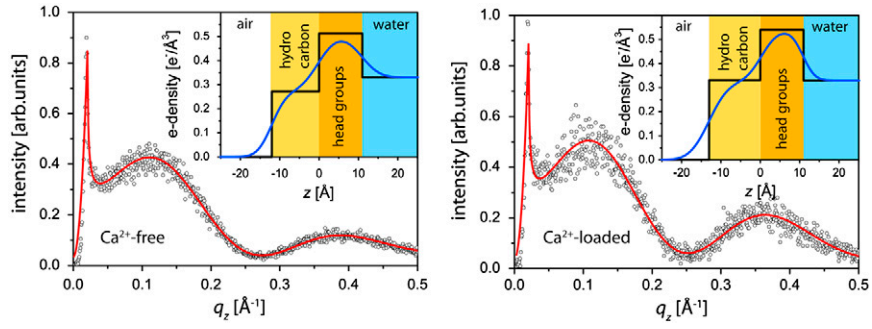 1.0
0.8
0.6
0.4
0.2
0.0
intensity [arb.units]
0.0 0.1 0.2 0.3 0.4 0.5
q_z [Å⁻¹]
Ca²⁺-free
air
hydro
carbon
head groups
water
e-density [e⁻/Å³]
0.5
0.4
0.3
0.2
0.1
0.0
-20 0 20
z [Å]
1.0
0.8
0.6
0.4
0.2
0.0
intensity [arb.units]
0.0 0.1 0.2 0.3 0.4 0.5
q_z [Å⁻¹]
Ca²⁺-loaded
air
hydro
carbon
head groups
water
e-density [e⁻/Å³]
0.5
0.4
0.3
0.2
0.1
0.0
-20 -10 0 10 20
z [Å]